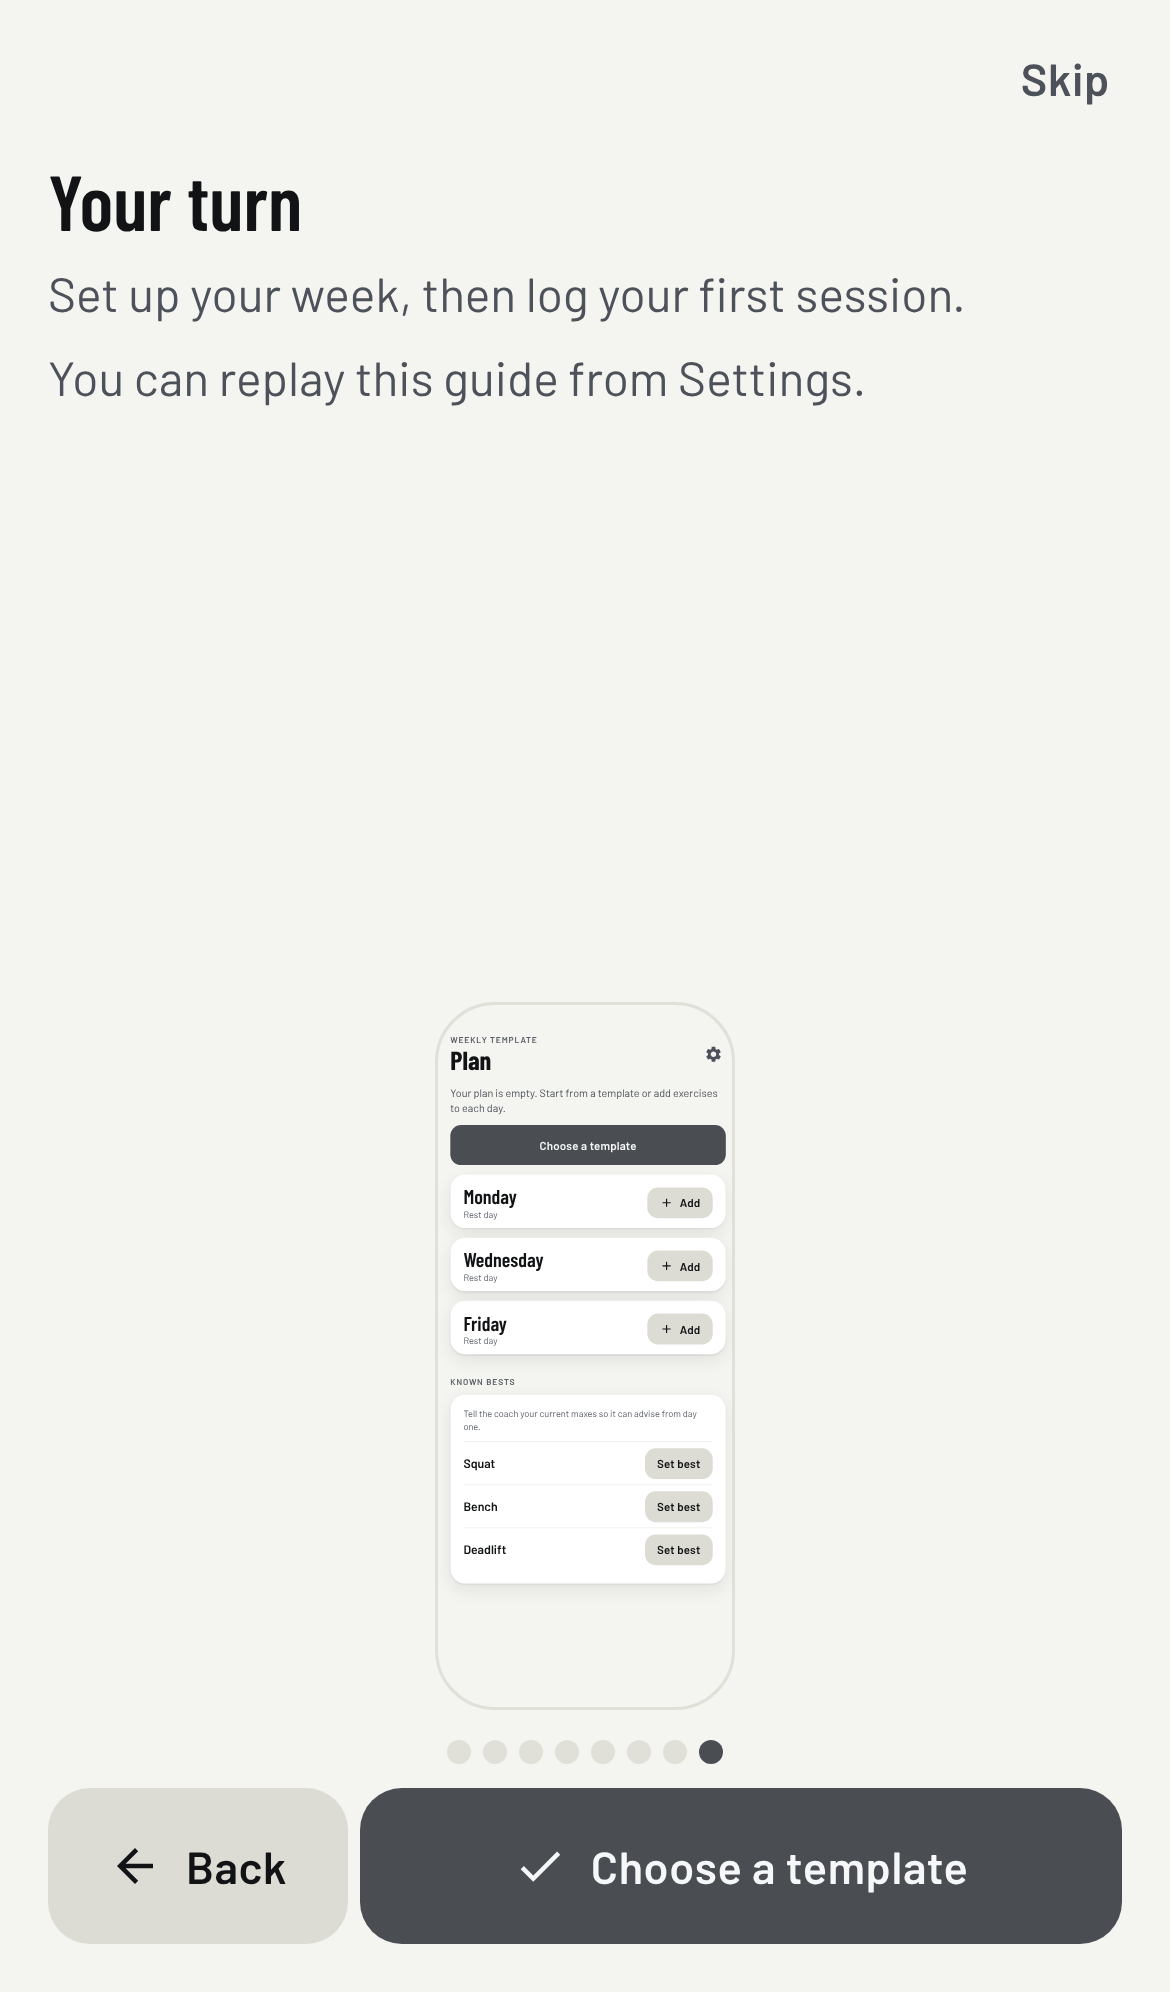 Skip
Your turn
Set up your week, then log your first session.
You can replay this guide from Settings.
WEEKLY TEMPLATE
Plan
Your plan is empty. Start from a template or add exercises
to each day.
Choose a template
Monday
Rest day
+ Add
Wednesday
Rest day
+ Add
Friday
Rest day
+ Add
KNOWN BESTS
Tell the coach your current maxes so it can advise from day
one.
Squat
Set best
Bench
Set best
Deadlift
Set best
Back
Choose a template